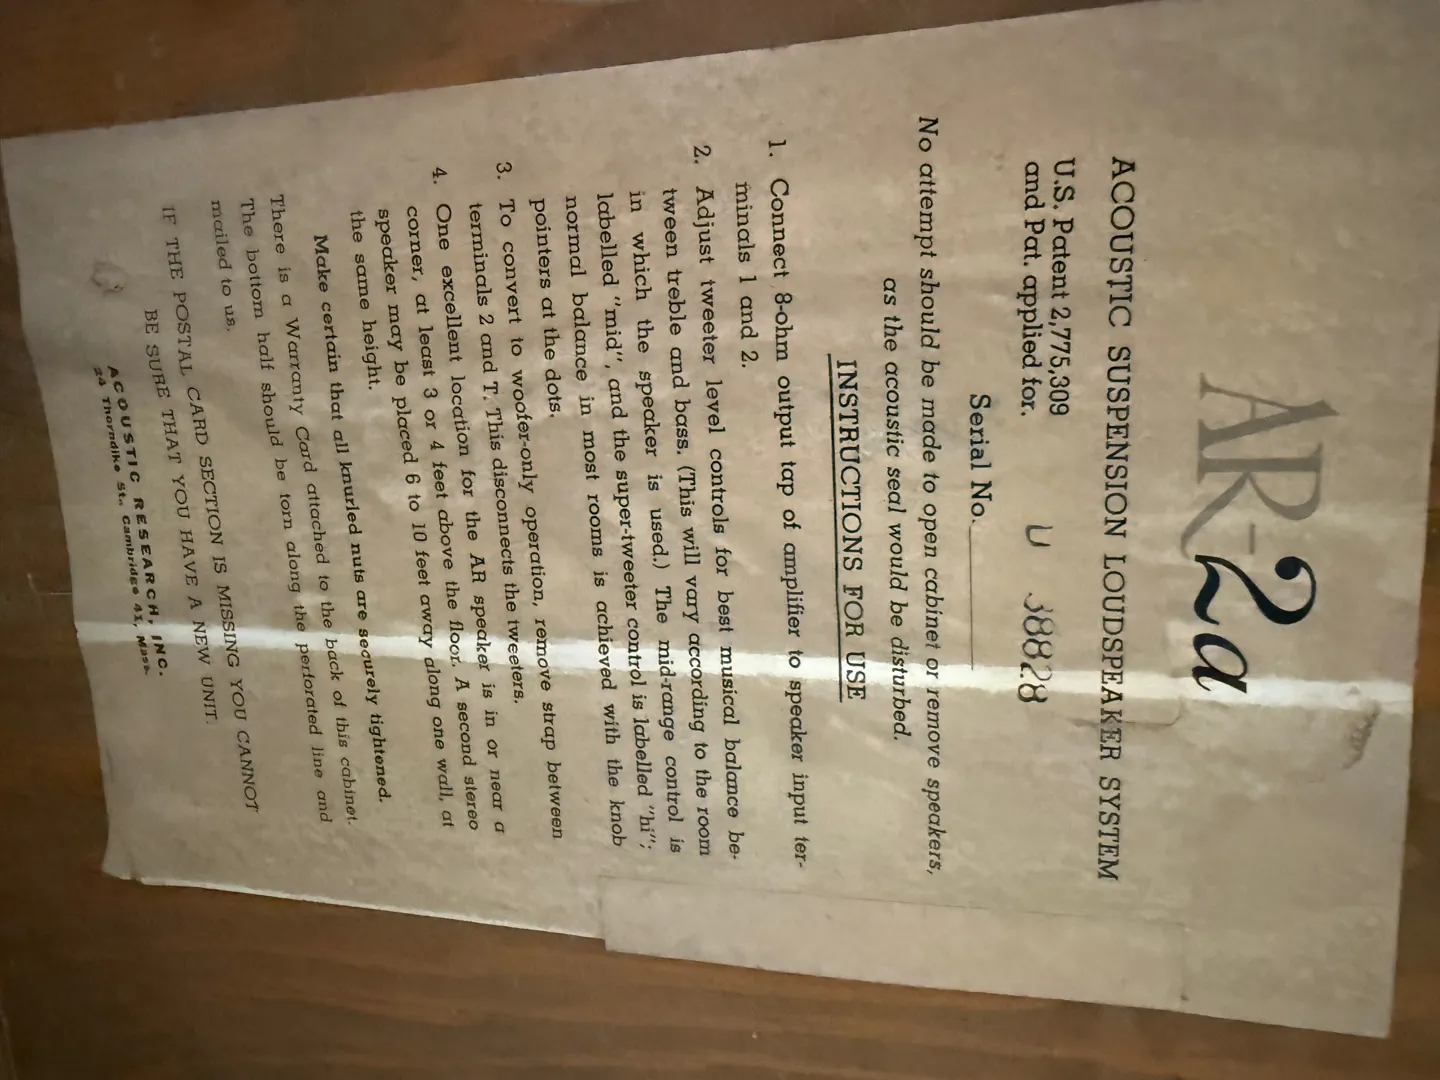 AR-2a
ACOUSTIC SUSPENSION LOUDSPEAKER SYSTEM
U.S. Patent 2,775,309
and Pat. applied for.
U 38828
Serial No.
No attempt should be made to open cabinet or remove speakers,
as the acoustic seal would be disturbed.
INSTRUCTIONS FOR USE
1. Connect 8-ohm output tap of amplifier to speaker input ter-
minals 1 and 2.
2. Adjust tweeter level controls for best musical balance be-
tween treble and bass. (This will vary according to the room
in which the speaker is used.) The mid-range control is
labelled "mid", and the super-tweeter control is labelled "hi";
normal balance in most rooms is achieved with the knob
pointers at the dots.
3. To convert to woofer-only operation, remove strap between
terminals 2 and T. This disconnects the tweeters.
4. One excellent location for the AR speaker is in or near a
corner, at least 3 or 4 feet above the floor. A second stereo
speaker may be placed 6 to 10 feet away along one wall, at
the same height.
Make certain that all knurled nuts are securely tightened.
There is a Warranty Card attached to the back of this cabinet.
The bottom half should be torn along the perforated line and
mailed to us.
IF THE POSTAL CARD SECTION IS MISSING YOU CANNOT
BE SURE THAT YOU HAVE A NEW UNIT.
ACOUSTIC RESEARCH, INC.
24 Thorndike St., Cambridge 41, Mass.